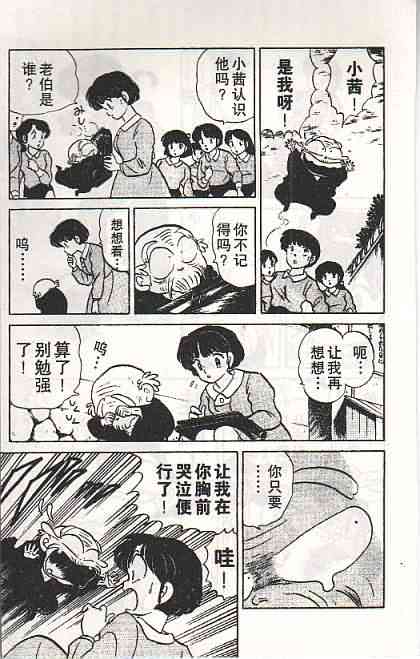 小茜！
是我呀！
小茜认识
他吗？
老伯是
谁？
みし～
你不记
得吗？
想想看…
呜……
呃…
让我再
想想…
呜…
算了！
别勉强
了！
你只要
……
让我在
你胸前
哭泣便
行了！
哇！